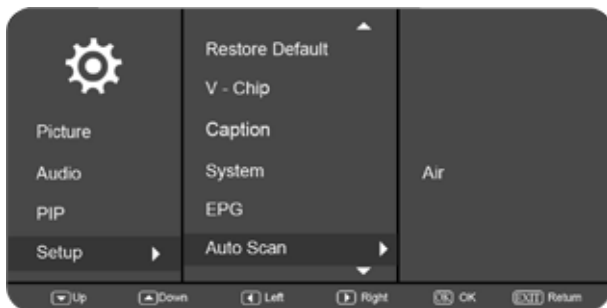 Picture
Audio
PIP
Setup
Restore Default
V - Chip
Caption
System
EPG
Auto Scan
Air
Up Down Left Right OK OK EXIT Return